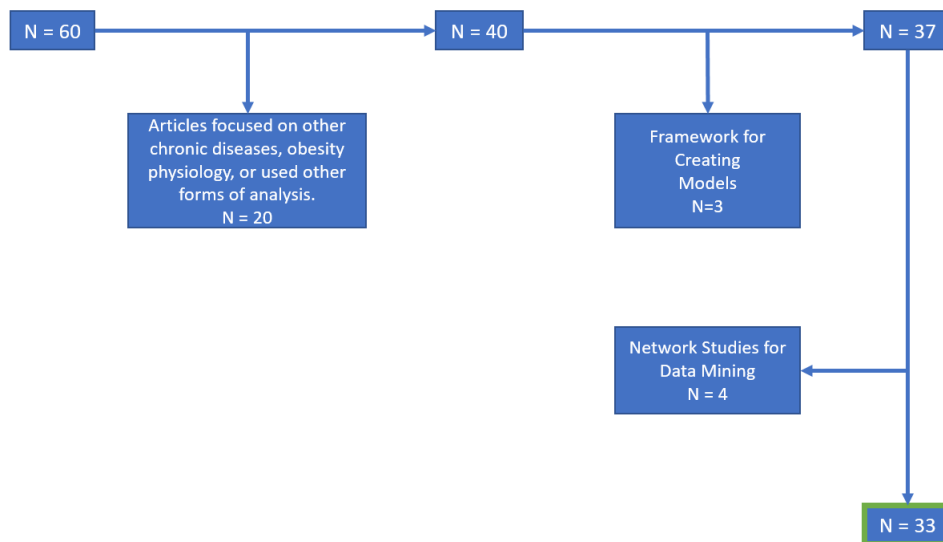 N = 60
N = 40
N = 37
Articles focused on other
chronic diseases, obesity
physiology, or used other
forms of analysis.
N = 20
Framework for
Creating
Models
N=3
Network Studies for
Data Mining
N = 4
N = 33